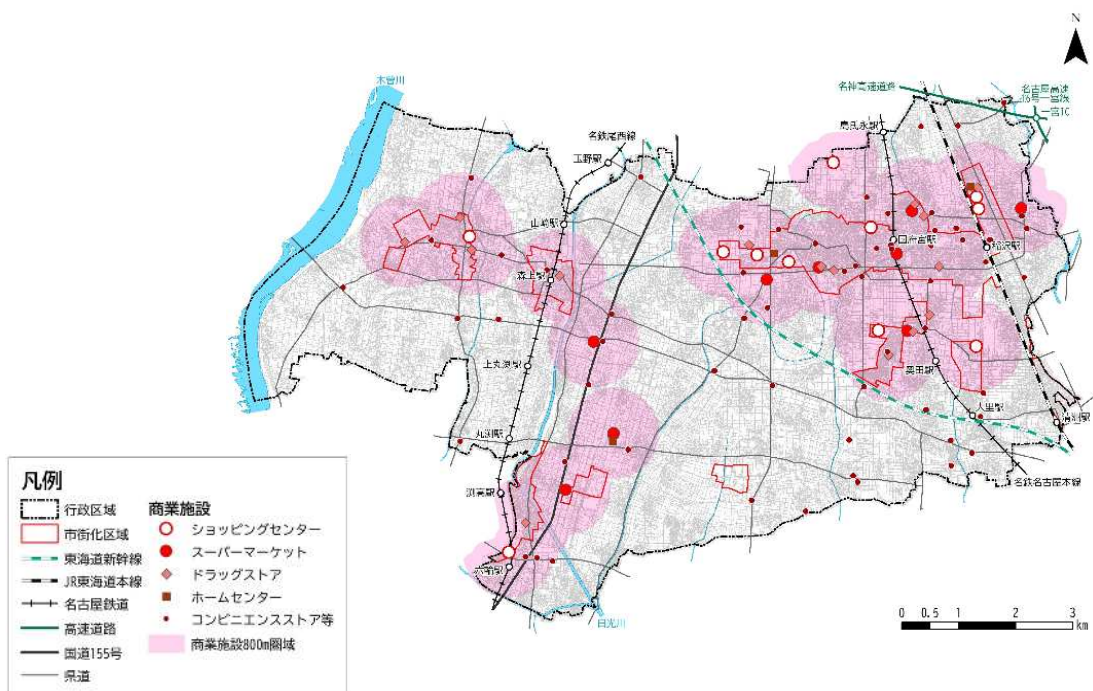 N
木曽川
名神高速道路
名古屋高速
16号一宮線
一宮IC
島氏永駅
名鉄尾西線
玉野駅
山崎駅
国府宮駅
稲沢駅
森上駅
上丸渕駅
奥田駅
大里駅
清洲駅
丸渕駅
渕高駅
名鉄名古屋本線
六輪駅
日光川
凡例
行政区域
市街化区域
東海道新幹線
JR東海道本線
名古屋鉄道
高速道路
国道155号
県道
商業施設
ショッピングセンター
スーパーマーケット
ドラッグストア
ホームセンター
コンビニエンスストア等
商業施設800m圏域
0 0.5 1 2 3
km